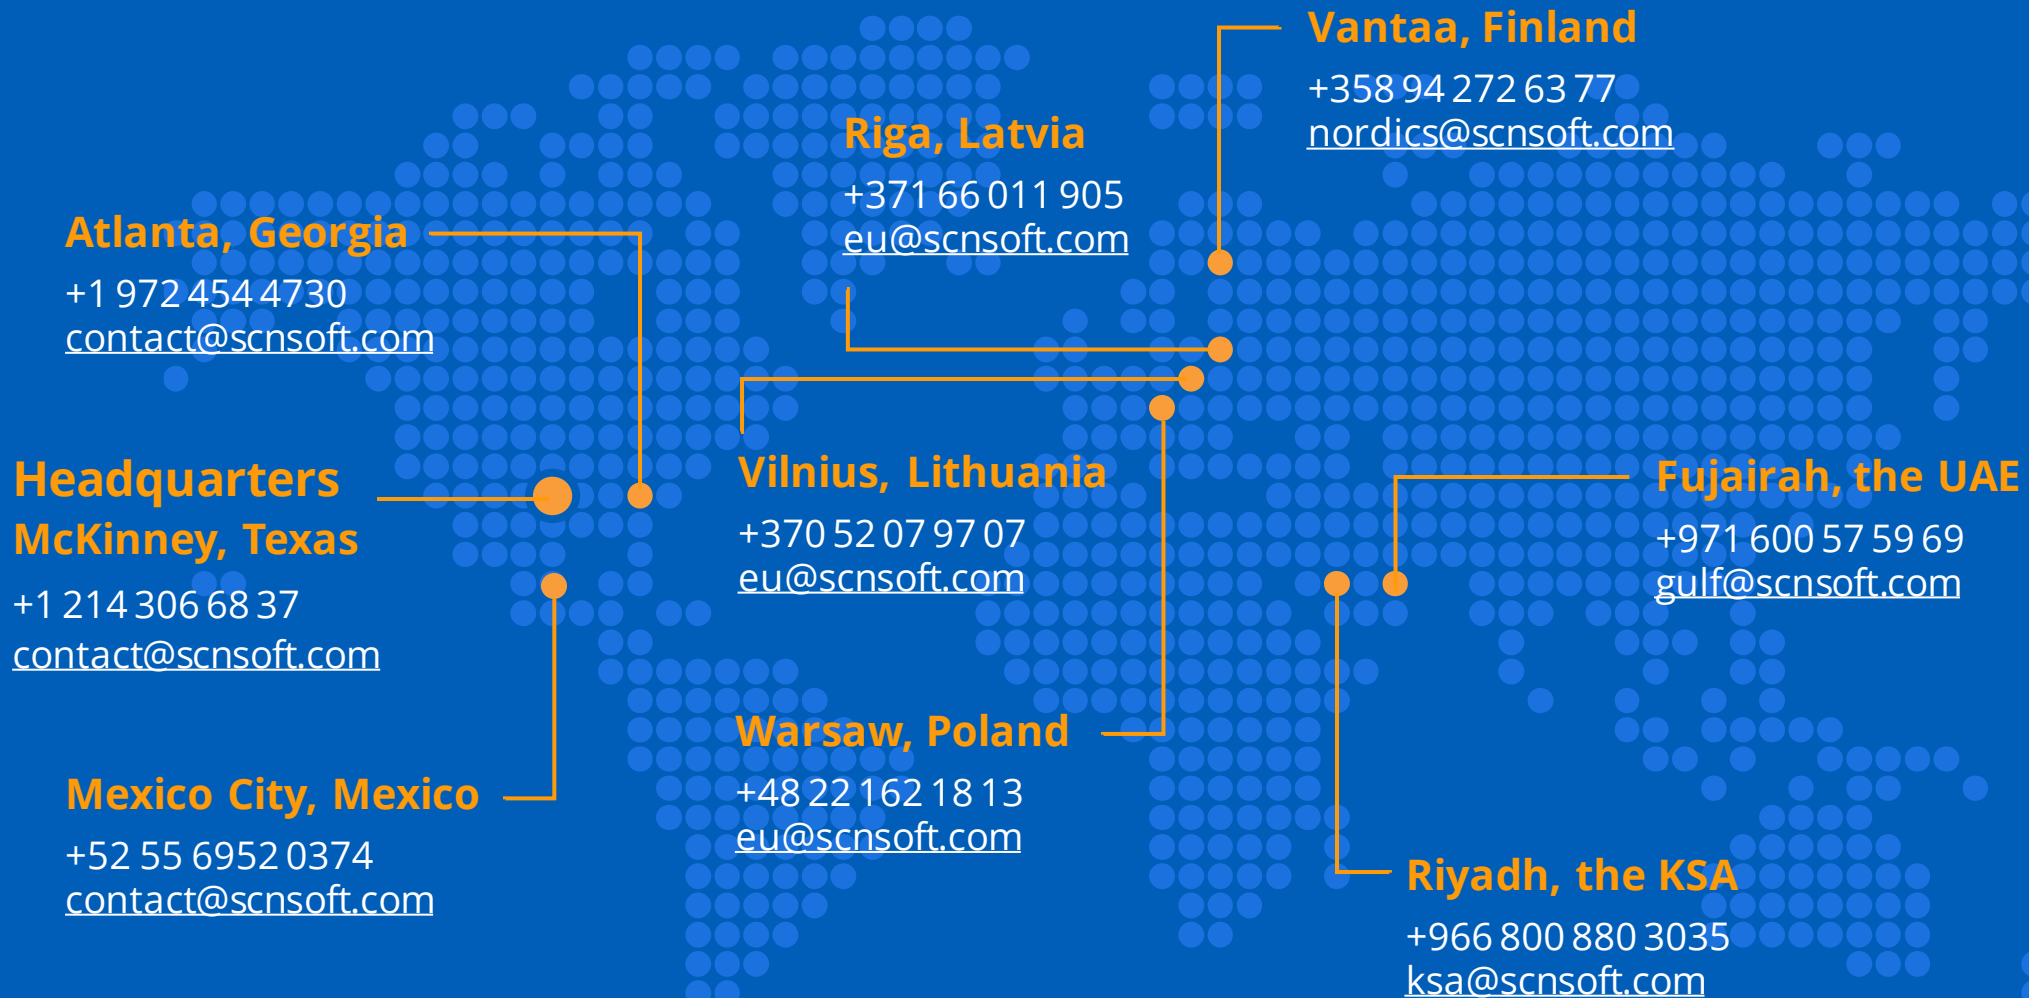 Vantaa, Finland
+358 94 272 63 77
nordics@scnsoft.com
Riga, Latvia
+371 66 011 905
eu@scnsoft.com
Atlanta, Georgia
+1 972 454 4730
contact@scnsoft.com
Headquarters
McKinney, Texas
+1 214 306 68 37
contact@scnsoft.com
Vilnius, Lithuania
+370 52 07 97 07
eu@scnsoft.com
Fujairah, the UAE
+971 600 57 59 69
gulf@scnsoft.com
Warsaw, Poland
+48 22 162 18 13
eu@scnsoft.com
Mexico City, Mexico
+52 55 6952 0374
contact@scnsoft.com
Riyadh, the KSA
+966 800 880 3035
ksa@scnsoft.com